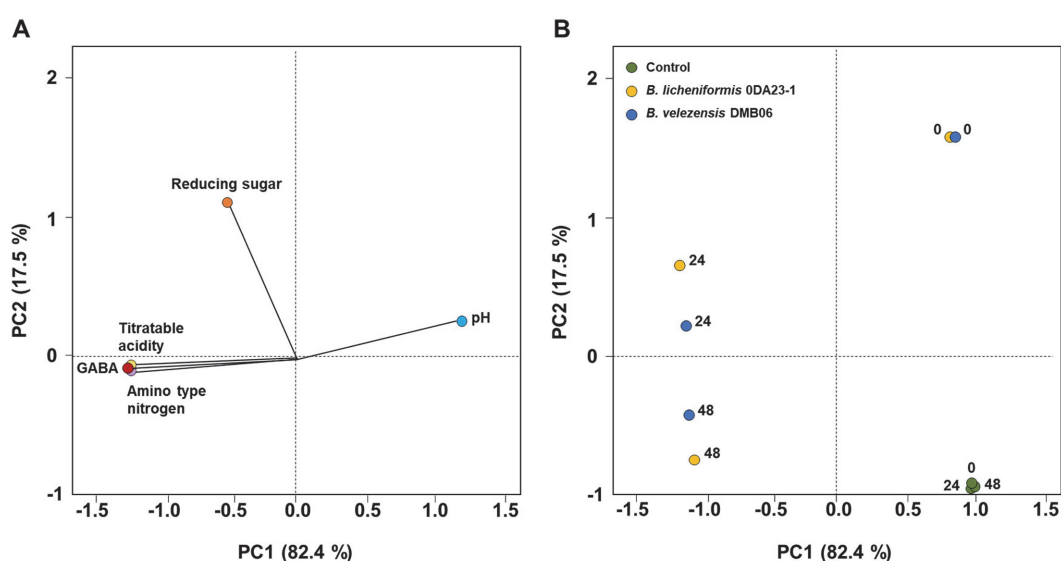 A
2
1
0
-1
PC2 (17.5 %)
Reducing sugar
pH
Titratable
acidity
GABA
Amino type
nitrogen
-1.5 -1.0 -0.5 0.0 0.5 1.0 1.5
PC1 (82.4 %)
B
2
1
0
-1
PC2 (17.5 %)
Control
B. licheniformis 0DA23-1
B. velezensis DMB06
0 0
24
24
48
48
0
24 48
-1.5 -1.0 -0.5 0.0 0.5 1.0 1.5
PC1 (82.4 %)